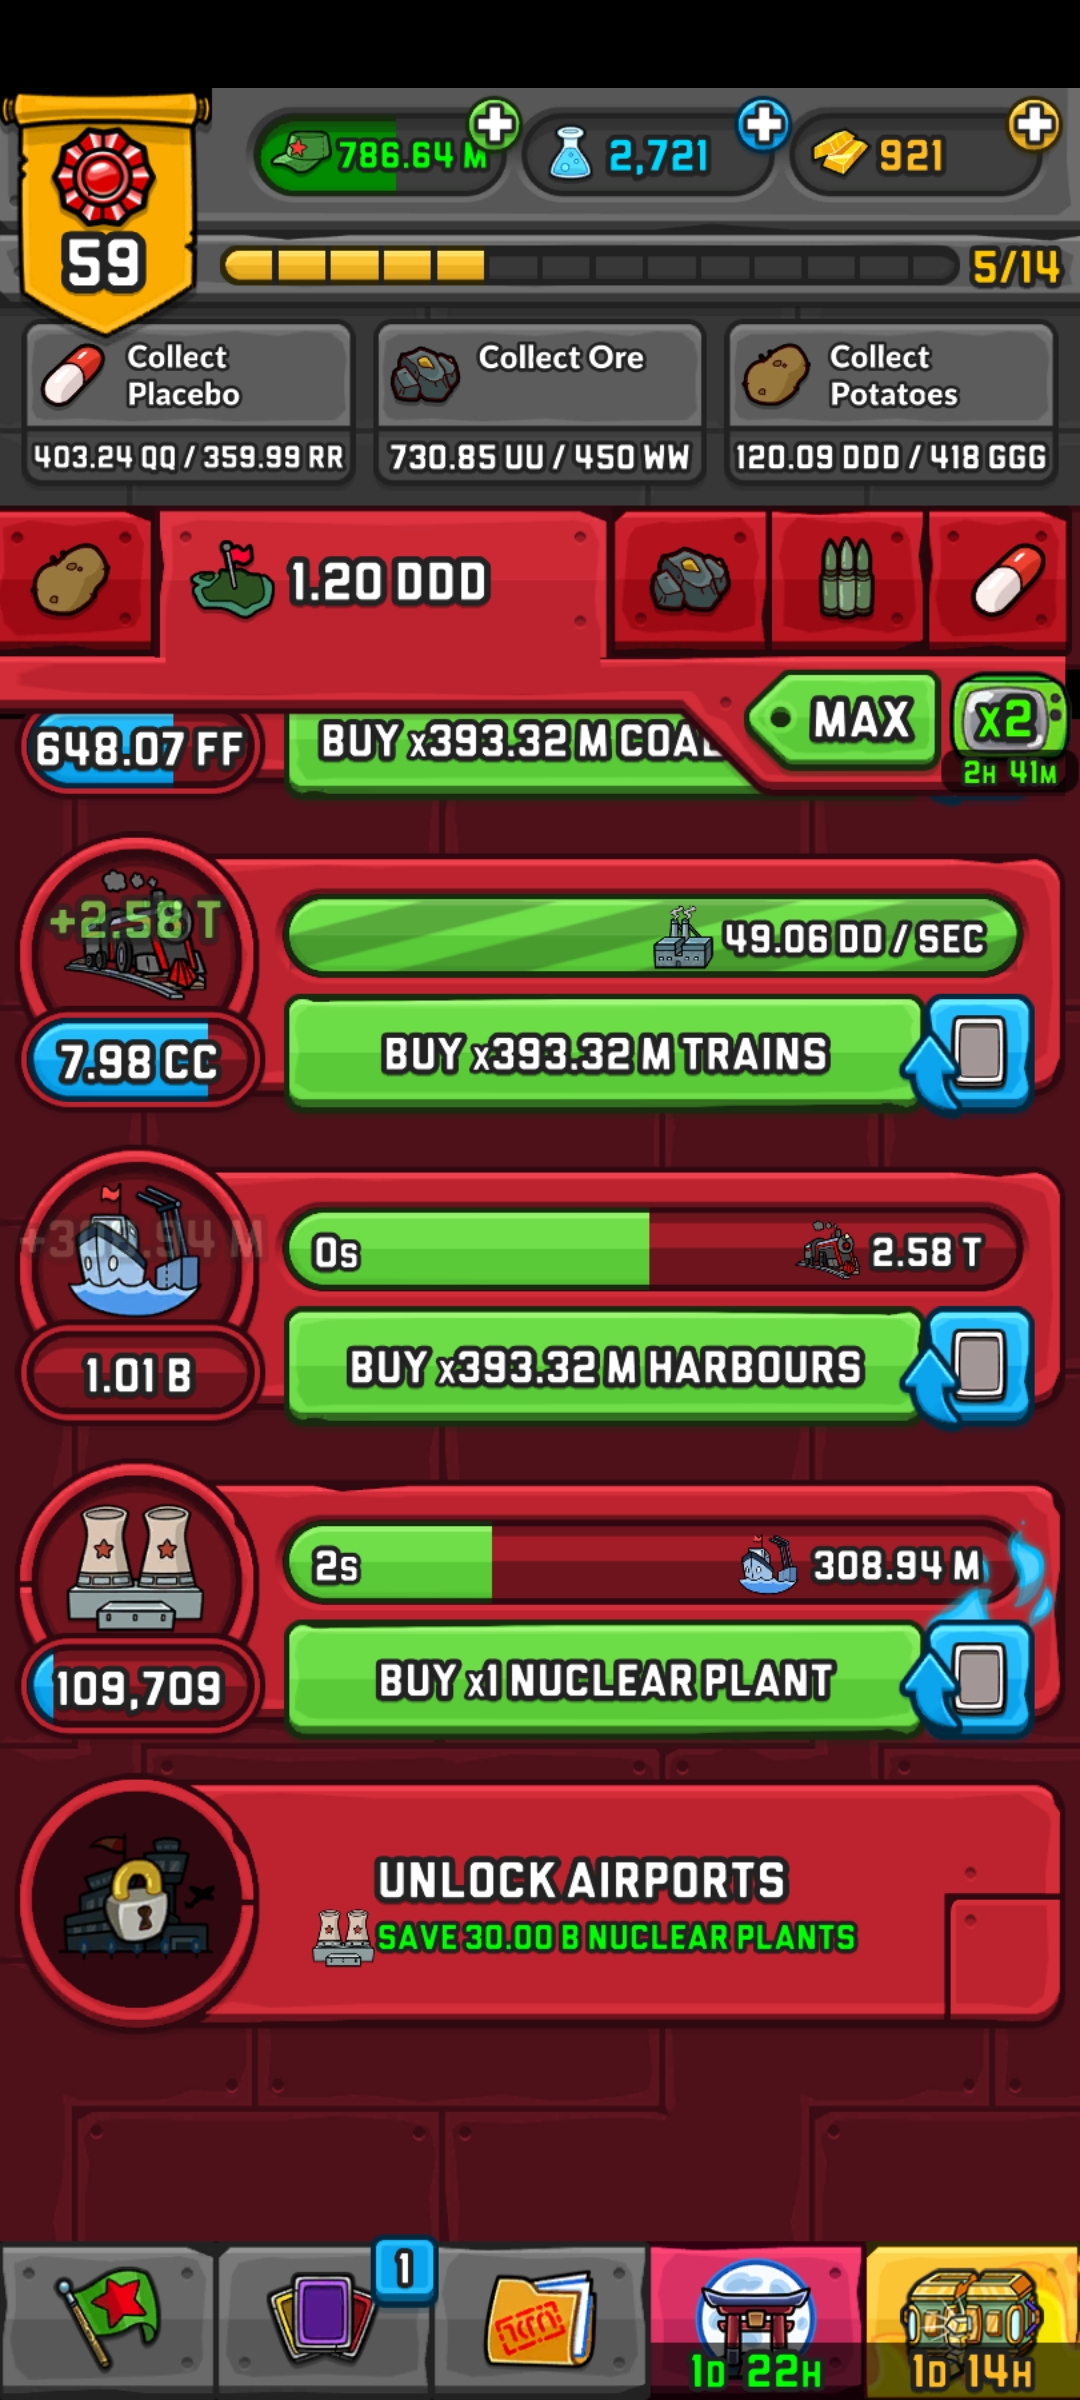 786.64 M
2,721
921
59
5/14
Collect
Placebo
403.24 QQ / 359.99 RR
Collect Ore
730.85 UU / 450 WW
Collect
Potatoes
120.09 DDD / 418 GGG
1.20 DDD
MAX
x2
2H 41M
648.07 FF
BUY x393.32 M COAL
+2.58 T
49.06 DD / SEC
7.98 CC
BUY x393.32 M TRAINS
0s
2.58 T
1.01 B
BUY x393.32 M HARBOURS
2s
308.94 M
109,709
BUY x1 NUCLEAR PLANT
UNLOCK AIRPORTS
SAVE 30.00 B NUCLEAR PLANTS
1
1D 22H
1D 14H